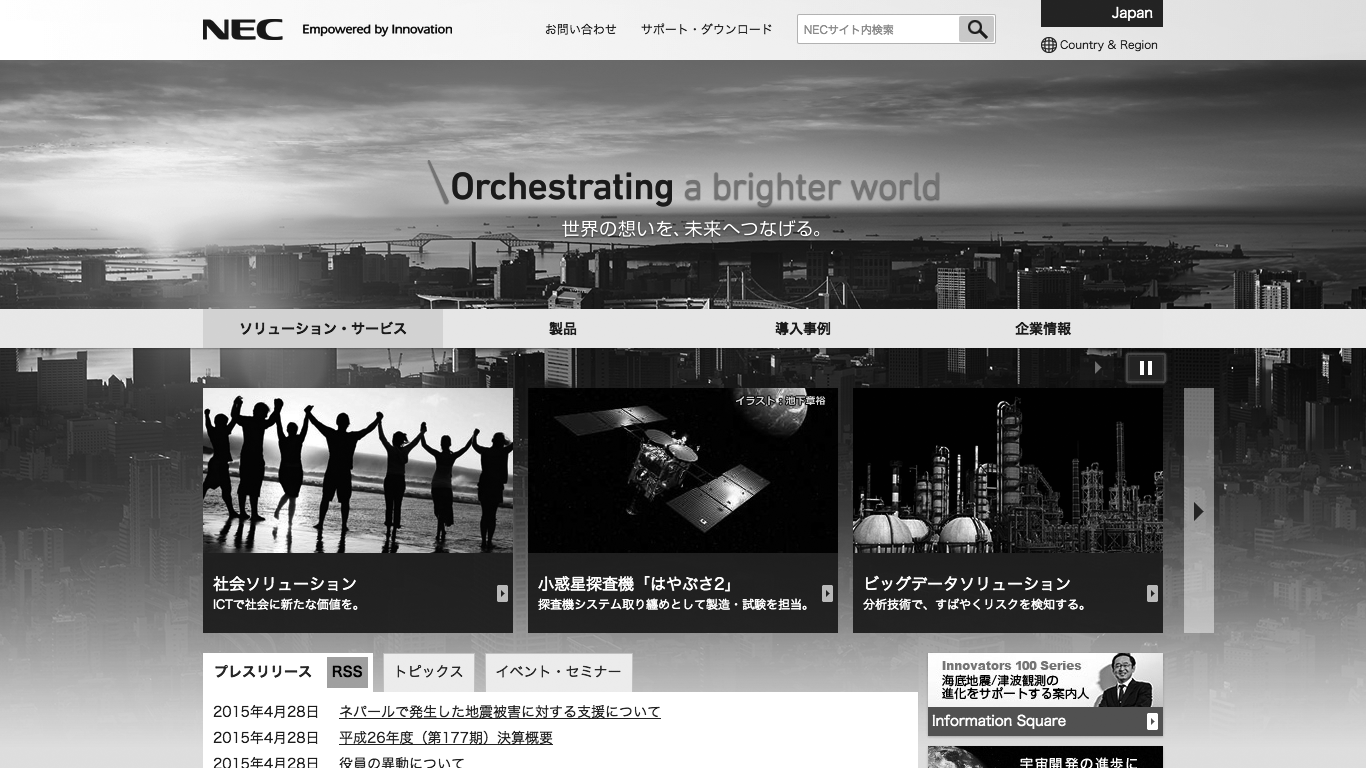 NEC Empowered by Innovation
お問い合わせ サポート・ダウンロード
NECサイト内検索
Japan
Country & Region
\Orchestrating a brighter world
世界の想いを、未来へつなげる。
ソリューション・サービス 製品 導入事例 企業情報
イラスト：池下章裕
社会ソリューション
ICTで社会に新たな価値を。
小惑星探査機「はやぶさ2」
探査機システム取り纏めとして製造・試験を担当。
ビッグデータソリューション
分析技術で、すばやくリスクを検知する。
プレスリリース RSS トピックス イベント・セミナー
2015年4月28日 ネパールで発生した地震被害に対する支援について
2015年4月28日 平成26年度（第177期）決算概要
2015年4月28日 役員の異動について
Innovators 100 Series
海底地震/津波観測の
進化をサポートする案内人
Information Square
宇宙開発の進歩に